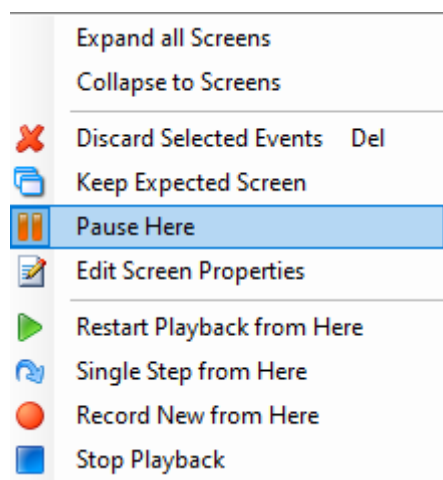 Expand all Screens
Collapse to Screens
Discard Selected Events Del
Keep Expected Screen
Pause Here
Edit Screen Properties
Restart Playback from Here
Single Step from Here
Record New from Here
Stop Playback